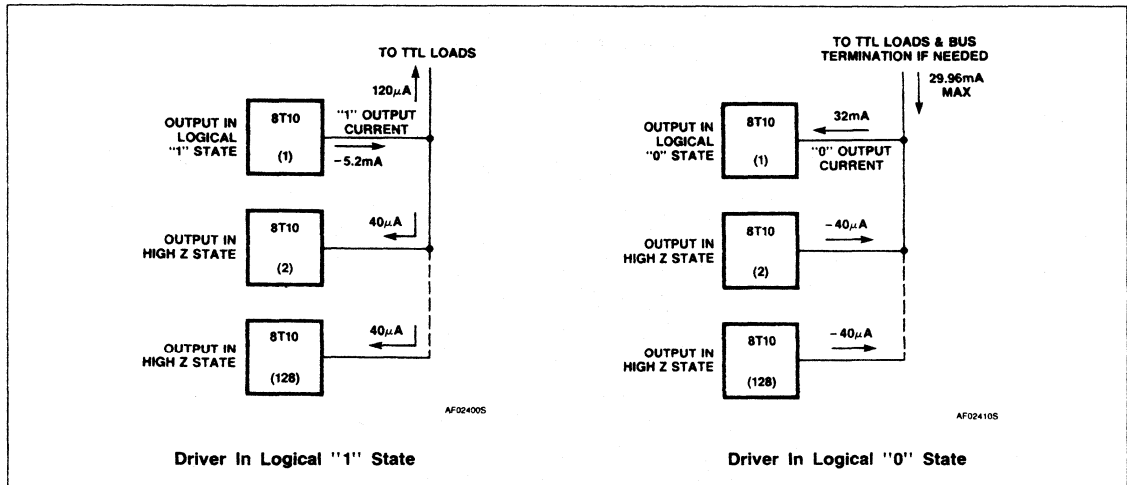 TO TTL LOADS
120μA
OUTPUT IN
LOGICAL
"1" STATE
8T10
(1)
"1" OUTPUT
CURRENT
−5.2mA
OUTPUT IN
HIGH Z STATE
8T10
(2)
40μA
OUTPUT IN
HIGH Z STATE
8T10
(128)
40μA
AF02400S
Driver In Logical "1" State
TO TTL LOADS & BUS
TERMINATION IF NEEDED
29.96mA
MAX
OUTPUT IN
LOGICAL
"0" STATE
8T10
(1)
32mA
"0" OUTPUT
CURRENT
OUTPUT IN
HIGH Z STATE
8T10
(2)
−40μA
OUTPUT IN
HIGH Z STATE
8T10
(128)
−40μA
AF02410S
Driver In Logical "0" State